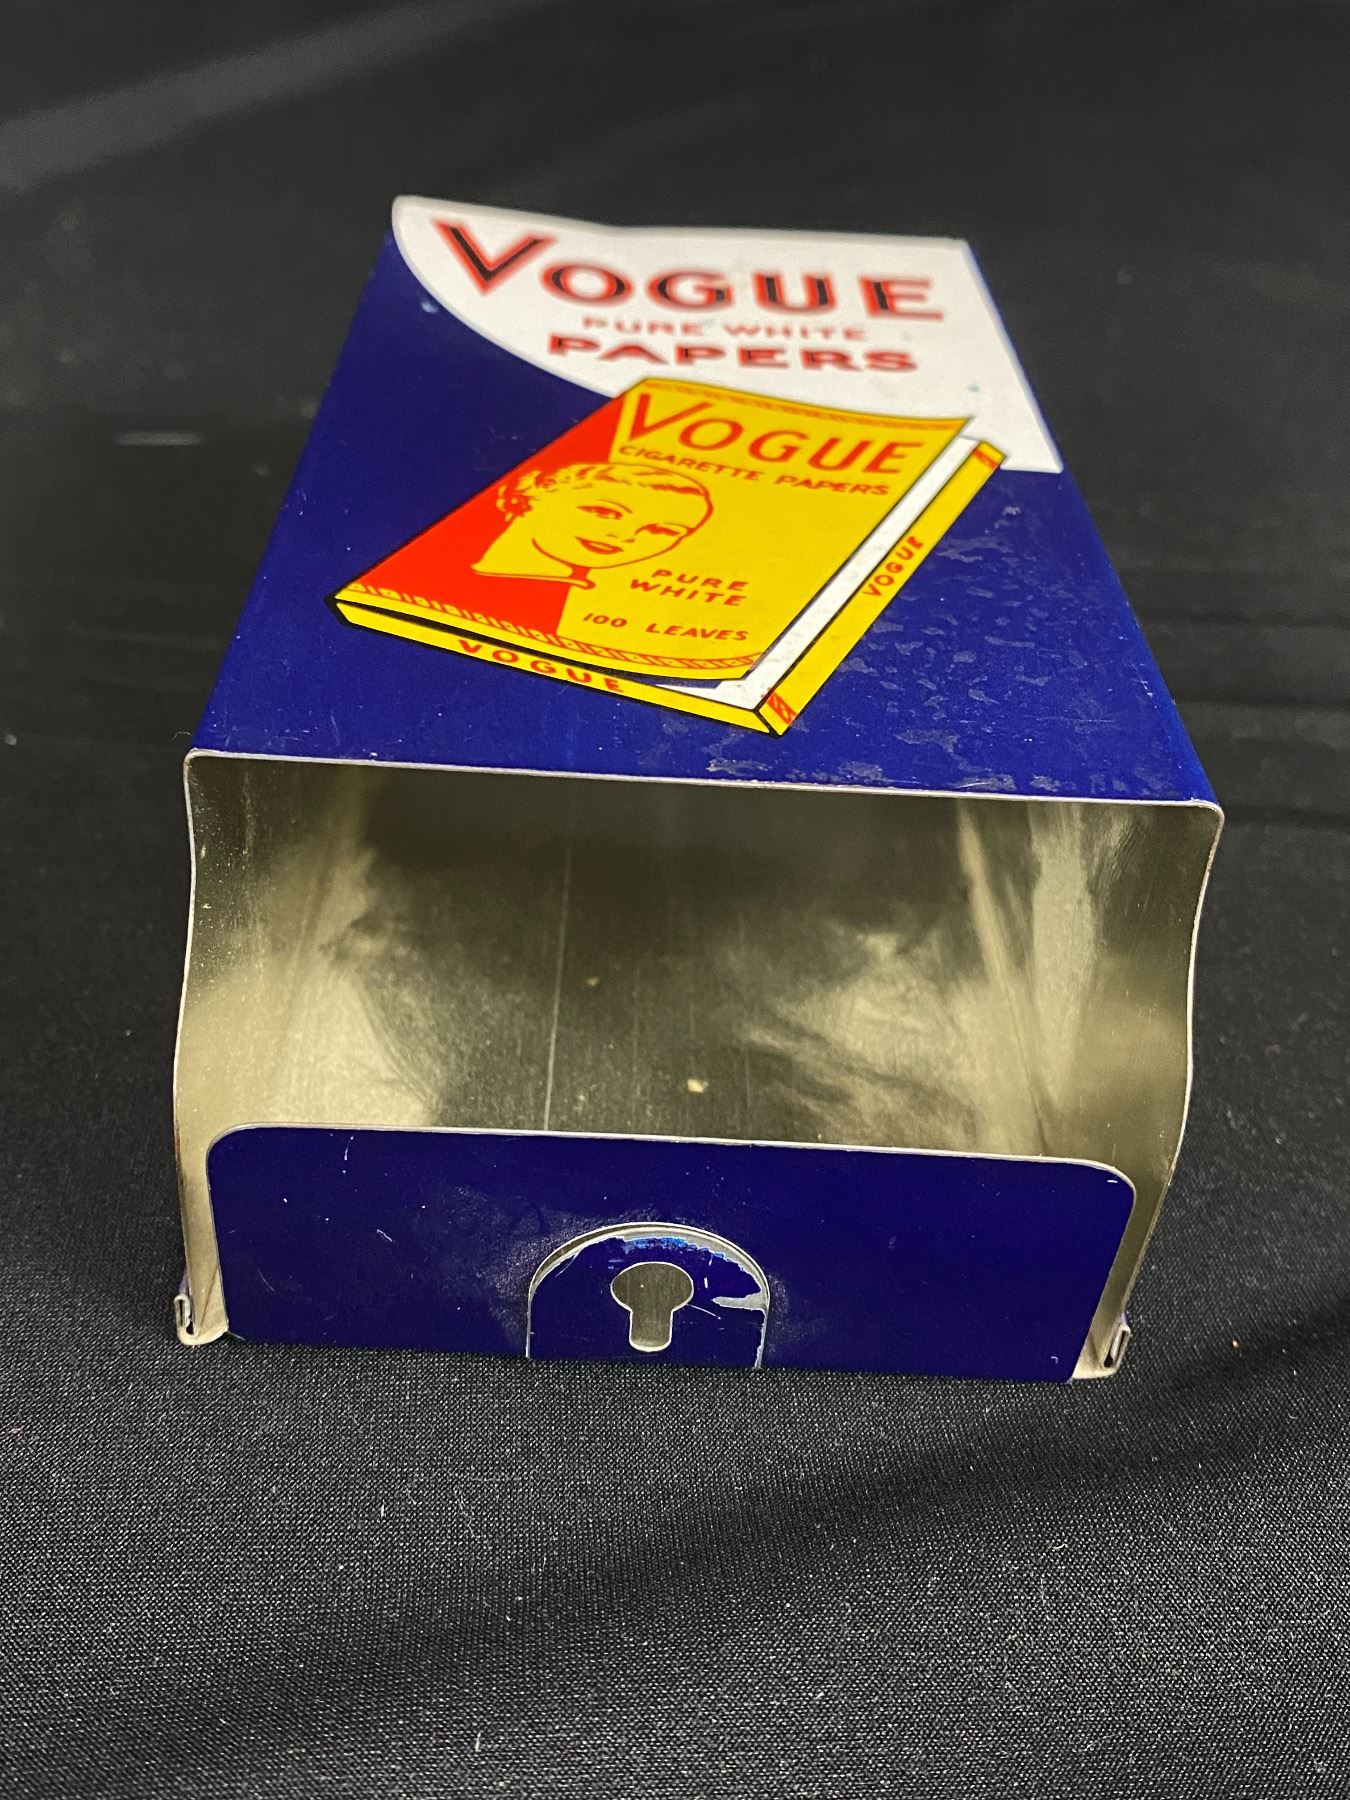 VOGUE
PURE WHITE
PAPERS
VOGUE
CIGARETTE PAPERS
PURE
WHITE
100 LEAVES
VOGUE
VOGUE